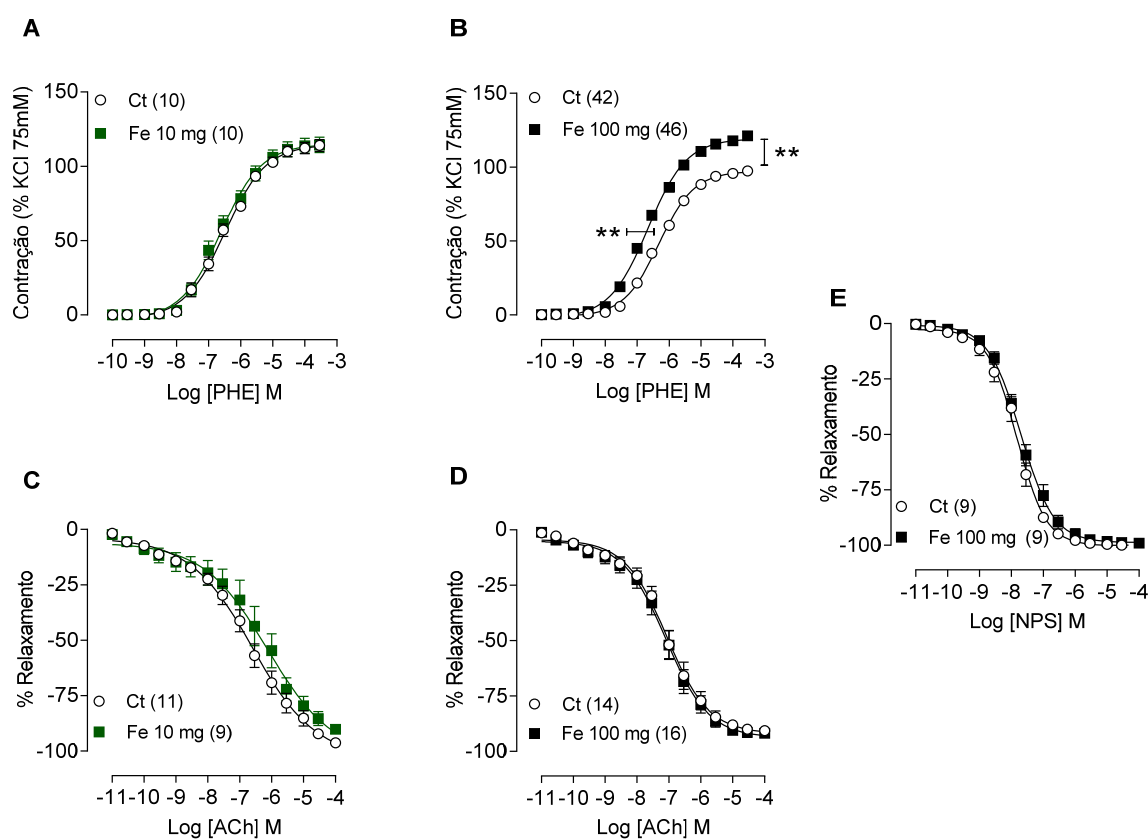 A
Contração (% KCl 75mM)
150
100
50
0
Ct (10)
Fe 10 mg (10)
-10 -9 -8 -7 -6 -5 -4 -3
Log [PHE] M
B
Contração (% KCl 75mM)
150
100
50
0
Ct (42)
Fe 100 mg (46)
**
**
-10 -9 -8 -7 -6 -5 -4 -3
Log [PHE] M
C
% Relaxamento
0
-25
-50
-75
-100
Ct (11)
Fe 10 mg (9)
-11 -10 -9 -8 -7 -6 -5 -4
Log [ACh] M
D
% Relaxamento
0
-25
-50
-75
-100
Ct (14)
Fe 100 mg (16)
-11 -10 -9 -8 -7 -6 -5 -4
Log [ACh] M
E
% Relaxamento
0
-25
-50
-75
-100
Ct (9)
Fe 100 mg (9)
-11 -10 -9 -8 -7 -6 -5 -4
Log [NPS] M